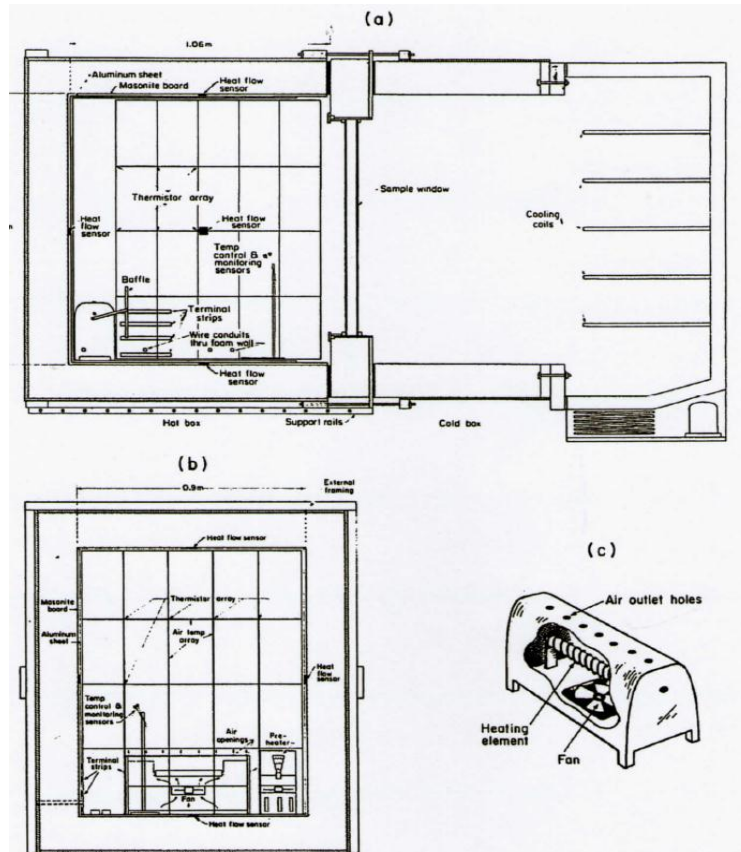 (a)
1.06m
Aluminum sheet
Masonite board
Heat flow
sensor
Thermistor array
Heat
flow
sensor
Heat flow
sensor
Temp
control &
monitoring
sensors
Sample window
Cooling
coils
Baffle
Terminal
strips
Wire conduits
thru foam wall
Heat flow
sensor
Hot box
Support rails
Cold box
(b)
0.9m
External
framing
Heat flow sensor
Masonite
board
Thermistor array
Air temp
array
Aluminum
sheet
Heat
flow
sensor
Temp
control &
monitoring
sensors
Air
openings
Pre-
heater
Terminal
strips
Fan
Heat flow sensor
(c)
Air outlet holes
Heating
element
Fan